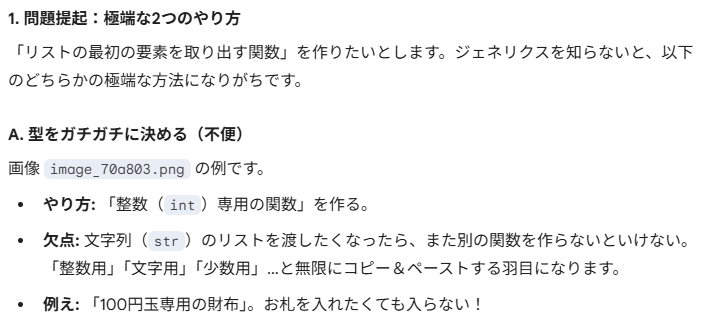 1. 問題提起：極端な2つのやり方
「リストの最初の要素を取り出す関数」を作りたいとします。ジェネリクスを知らないと、以下
のどちらかの極端な方法になりがちです。
A. 型をガチガチに決める（不便）
画像 image_70a803.png の例です。
• やり方: 「整数（int）専用の関数」を作る。
• 欠点: 文字列（str）のリストを渡したくなったら、また別の関数を作らないといけない。
「整数用」「文字用」「少数用」...と無限にコピー＆ペーストする羽目になります。
• 例え: 「100円玉専用の財布」。お札を入れたくても入らない！